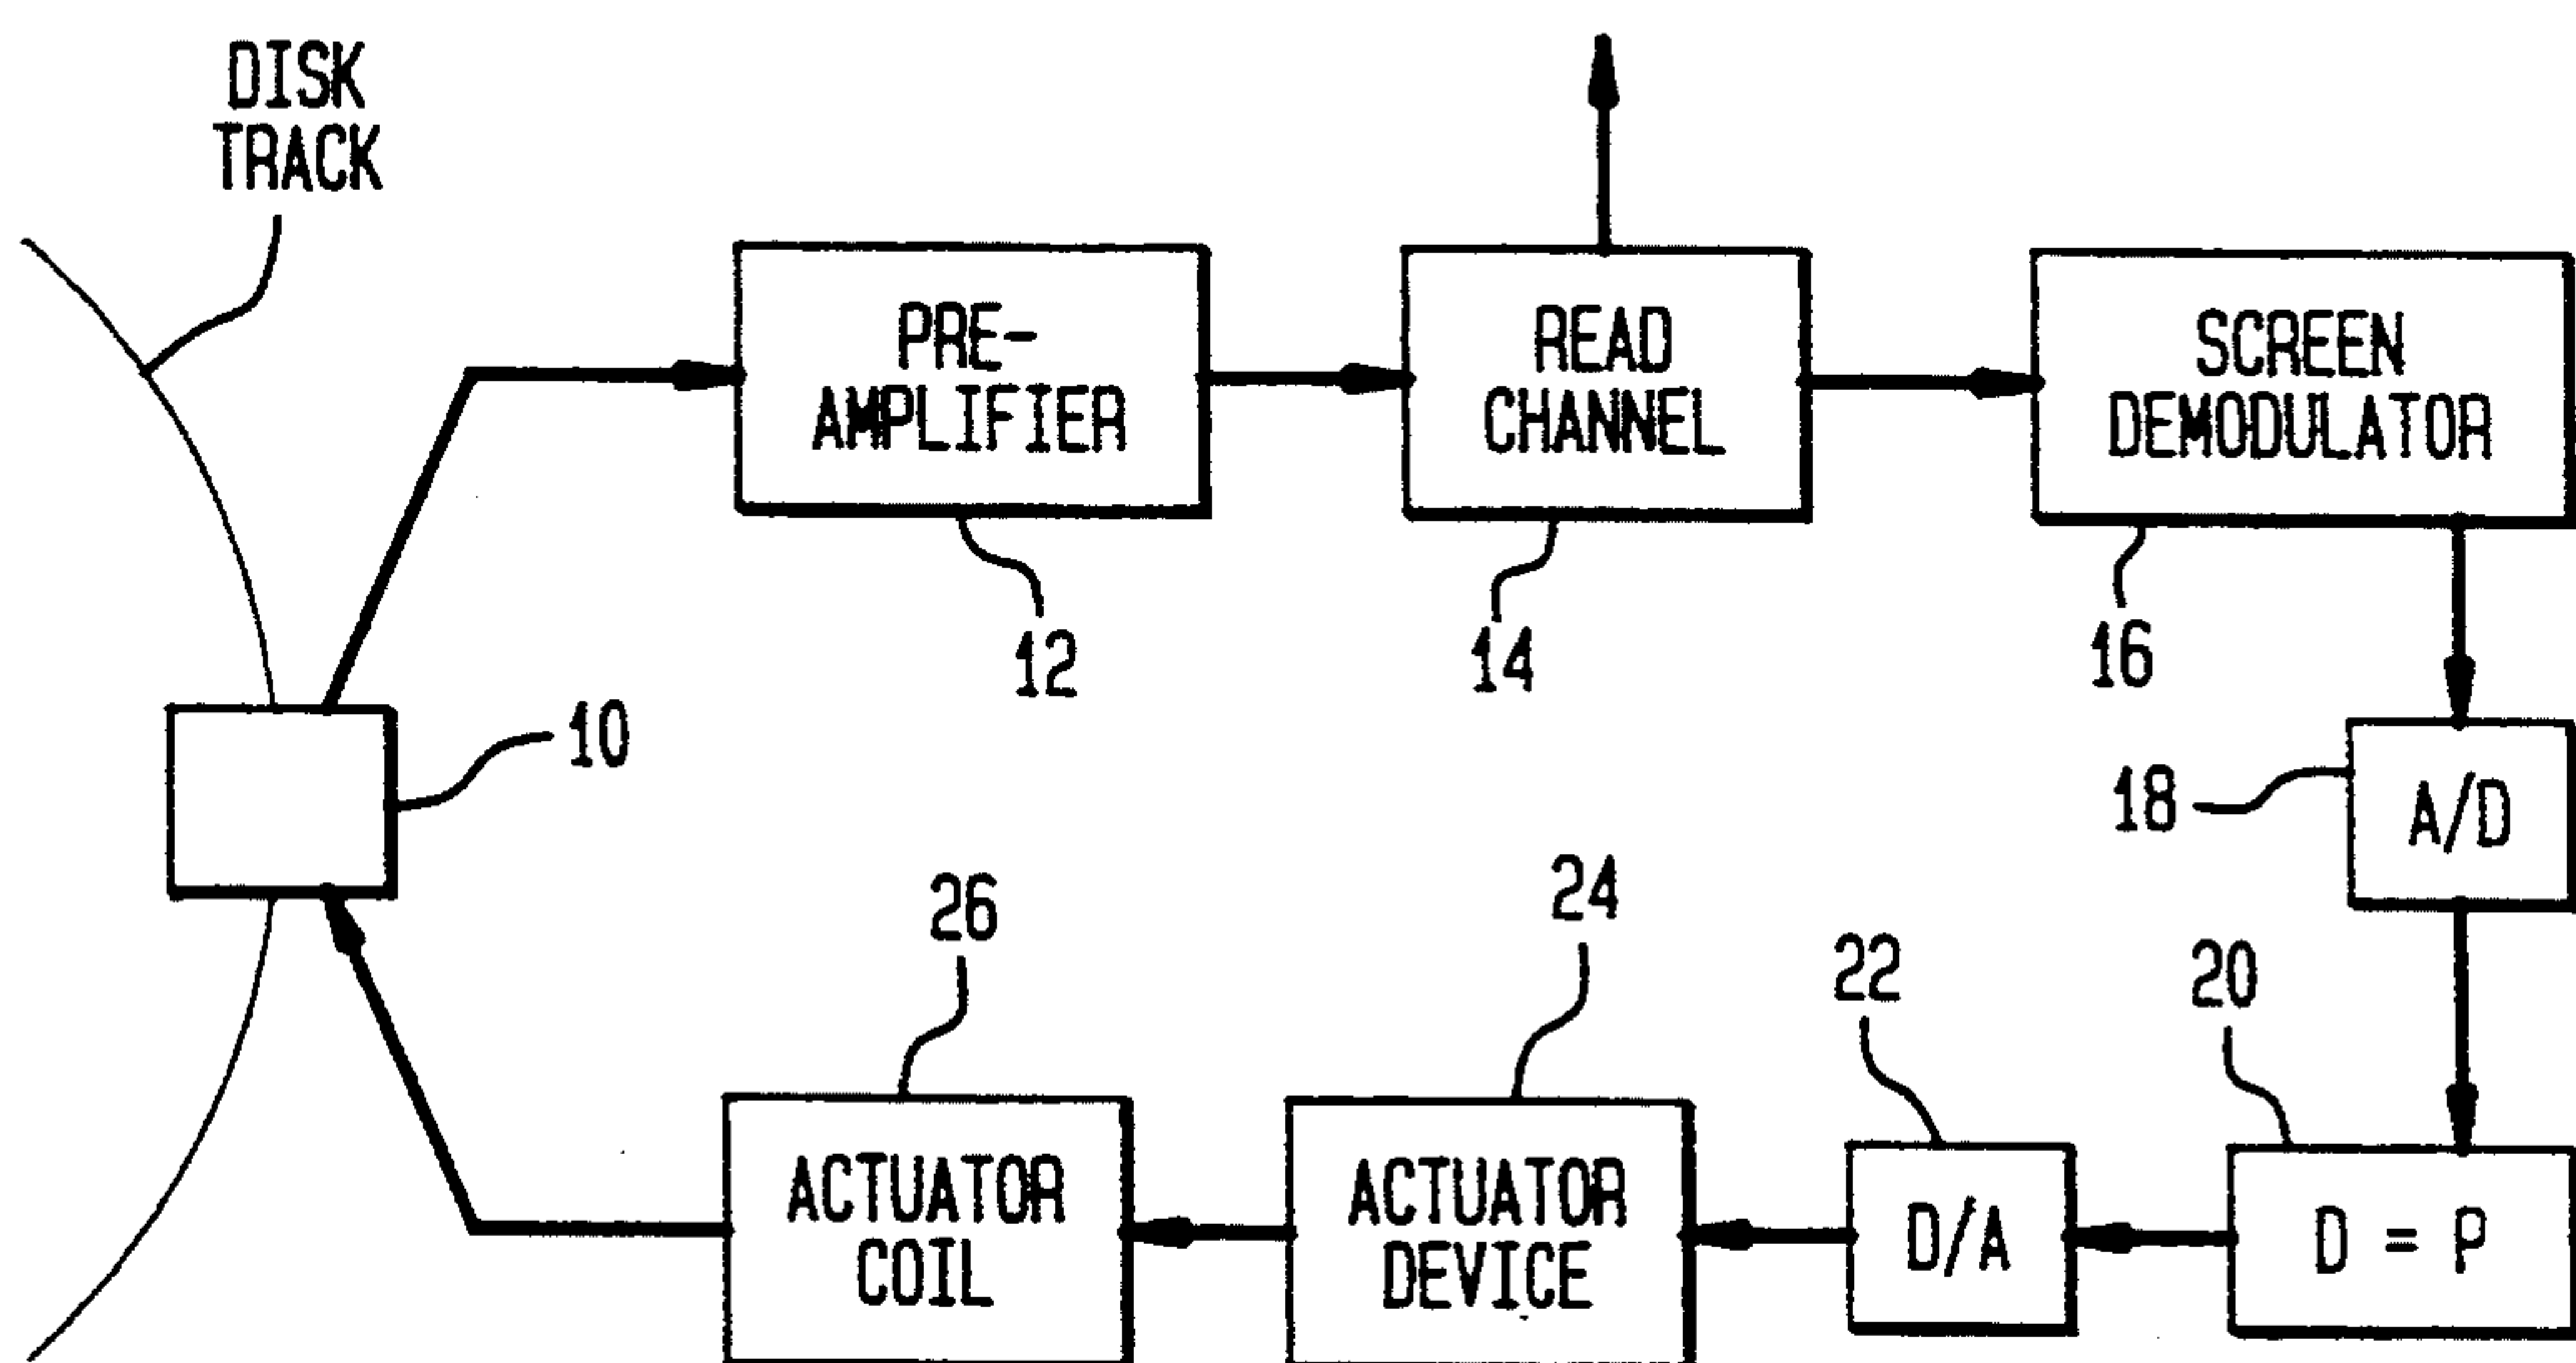 DISK
TRACK
PRE-
AMPLIFIER
READ
CHANNEL
SCREEN
DEMODULATOR
12
14
16
10
18
A/D
26
24
22
20
ACTUATOR
COIL
ACTUATOR
DEVICE
D/A
D = P